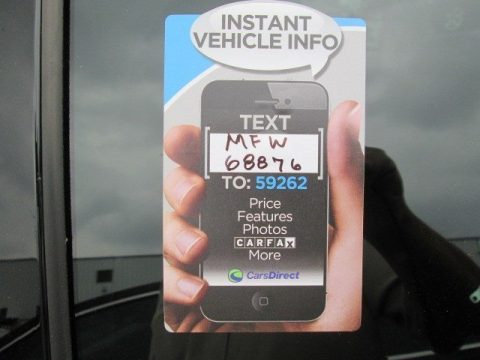 INSTANT
VEHICLE INFO
TEXT
MFW
68876
TO: 59262
Price
Features
Photos
CARFAX
More
CarsDirect